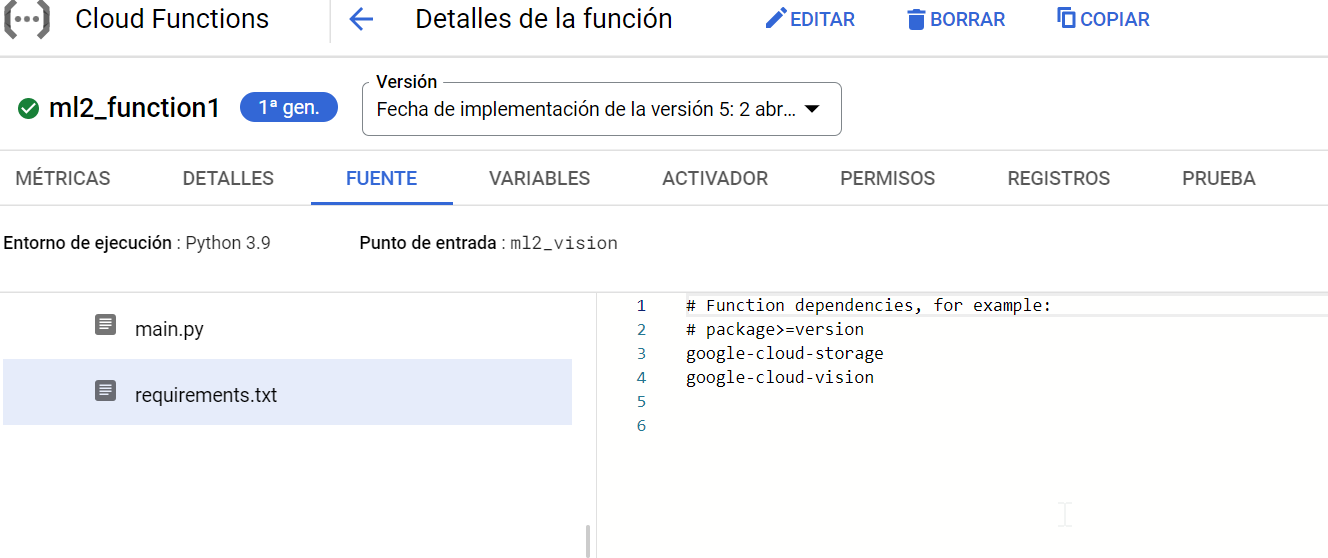 Cloud Functions
Detalles de la función
EDITAR
BORRAR
COPIAR
ml2_function1
1ª gen.
Versión
Fecha de implementación de la versión 5: 2 abr...
MÉTRICAS
DETALLES
FUENTE
VARIABLES
ACTIVADOR
PERMISOS
REGISTROS
PRUEBA
Entorno de ejecución : Python 3.9
Punto de entrada : ml2_vision
main.py
requirements.txt
1 # Function dependencies, for example:
2 # package>=version
3 google-cloud-storage
4 google-cloud-vision
5
6